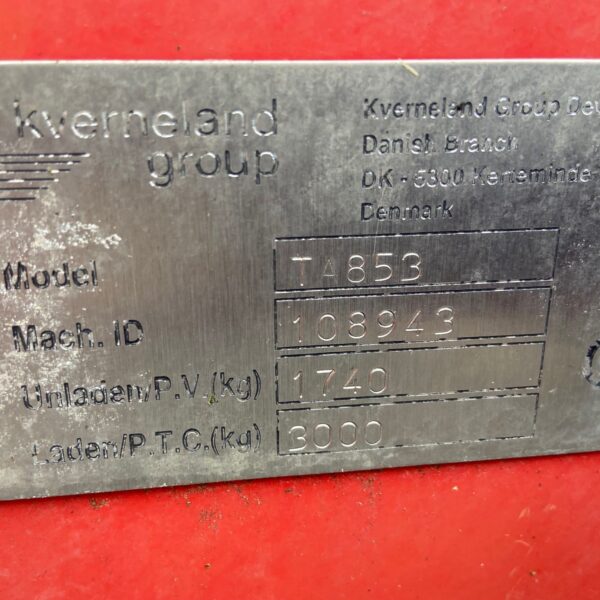 kverneland
group
Kverneland Group
Danish Branch
DK - 5300 Kerteminde
Denmark
Model TA853
Mach. ID 108943
Unladen/P.V.(kg) 1740
Laden/P.T.C.(kg) 3000